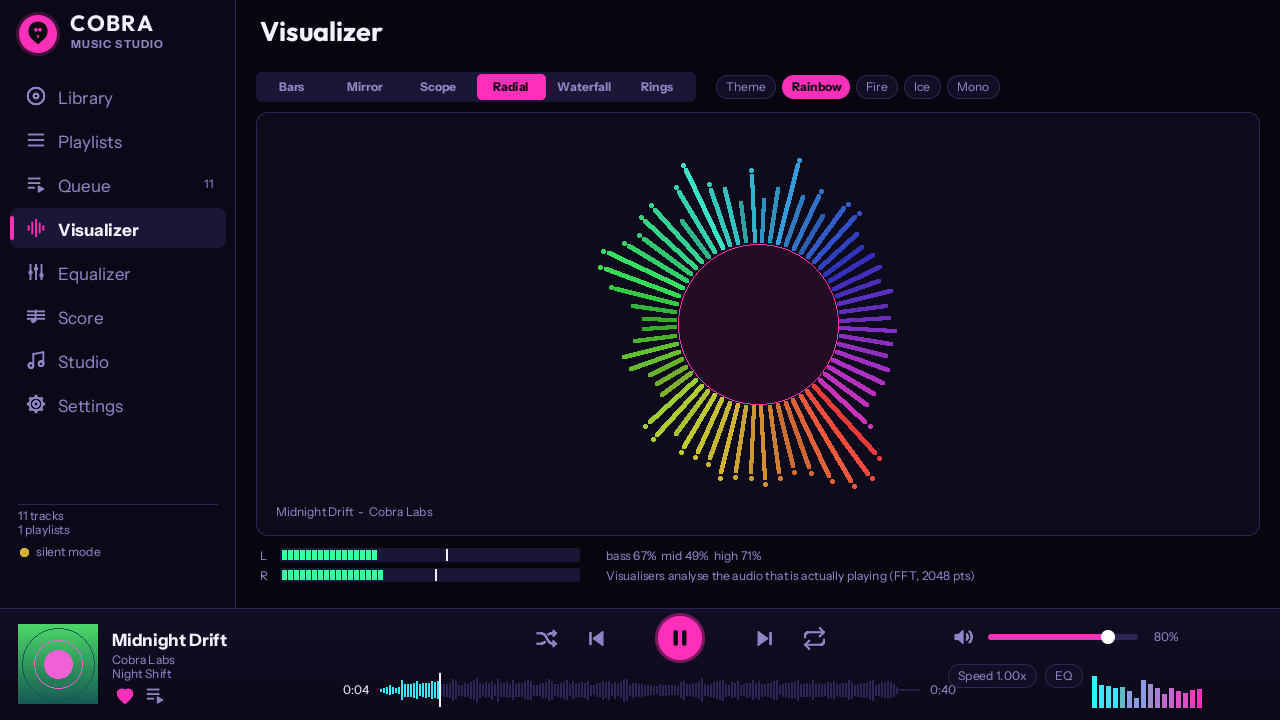 COBRA
MUSIC STUDIO
Library
Playlists
Queue 11
Visualizer
Equalizer
Score
Studio
Settings
11 tracks
1 playlists
silent mode
Visualizer
Bars Mirror Scope Radial Waterfall Rings
Theme Rainbow Fire Ice Mono
Midnight Drift - Cobra Labs
L
R
bass 67% mid 49% high 71%
Visualisers analyse the audio that is actually playing (FFT, 2048 pts)
Midnight Drift
Cobra Labs
Night Shift
0:04
0:40
80%
Speed 1.00x EQ